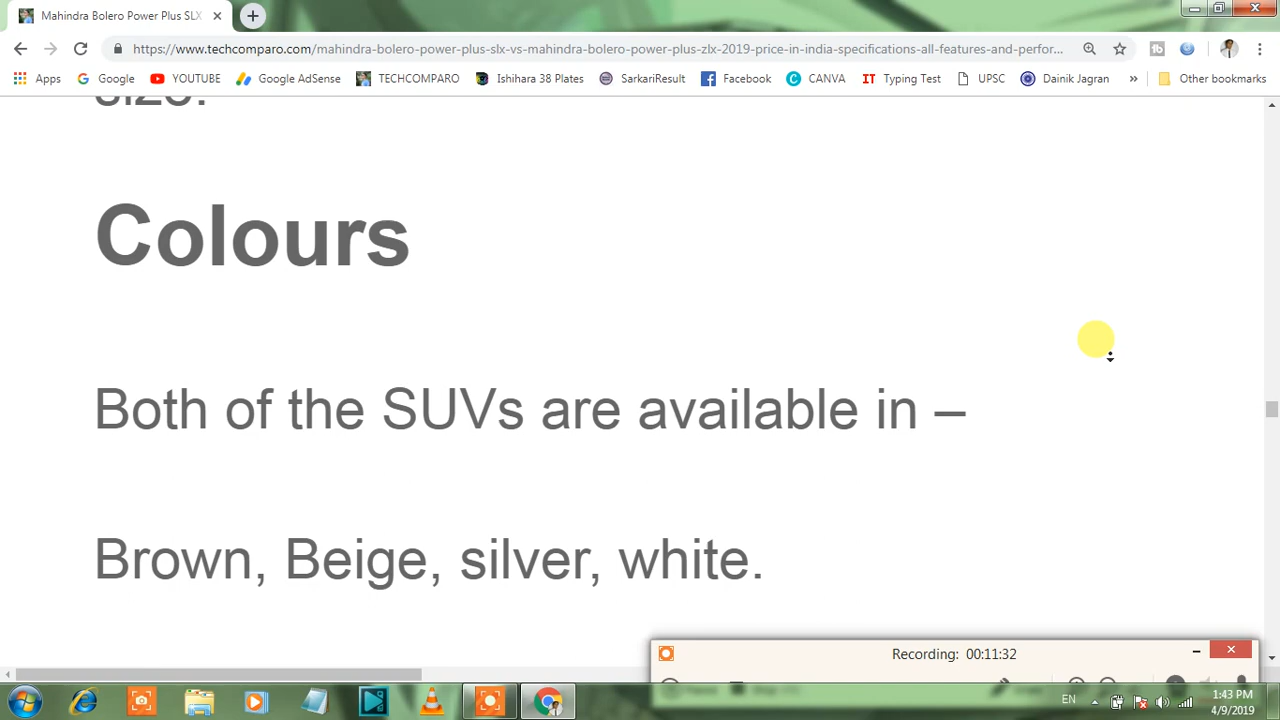 Mahindra Bolero Power Plus SLX
https://www.techcomparo.com/mahindra-bolero-power-plus-slx-vs-mahindra-bolero-power-plus-zlx-2019-price-in-india-specifications-all-features-and-perfor...
Apps Google YOUTUBE Google AdSense TECHCOMPARO Ishihara 38 Plates SarkariResult Facebook CANVA IT Typing Test UPSC Dainik Jagran » Other bookmarks
size.
Colours
Both of the SUVs are available in –
Brown, Beige, silver, white.
Recording: 00:11:32
EN
1:43 PM
4/9/2019